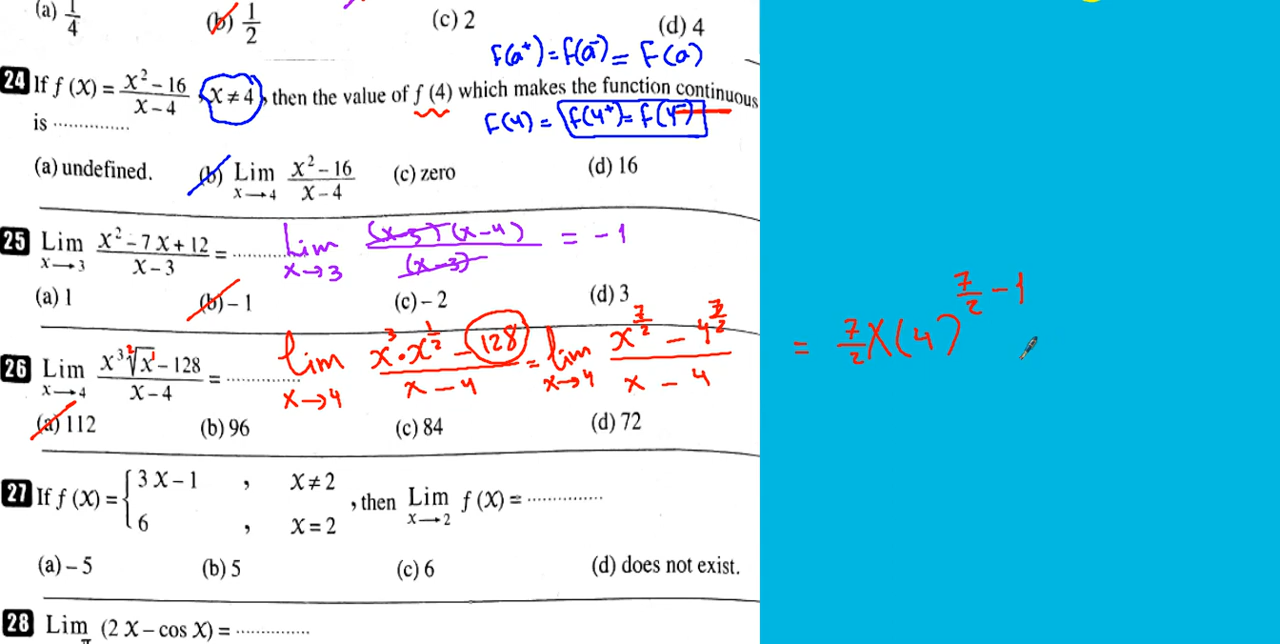 (a) 1/4 (b) 1/2 (c) 2 (d) 4
F(a⁺) = F(a⁻) = F(a)
24 If f (X) = (X² – 16)/(X – 4) , X ≠ 4 , then the value of f (4) which makes the function continuous
F(4) = F(4⁺) = F(4⁻)
is ..............
(a) undefined. (b) Lim X→4 (X² – 16)/(X – 4) (c) zero (d) 16
25 Lim X→3 (X² – 7 X + 12)/(X – 3) = ............ Lim x→3 (x-3)(x-4)/(x-3) = -1
(a) 1 (b) – 1 (c) – 2 (d) 3
26 Lim X→4 (X³ ²√x¹ – 128)/(X – 4) = ............ lim x→4 (x³ · x^(1/2) - 128)/(x - 4) = lim x→4 (x^(7/2) - 4^(7/2))/(x - 4)
= 7/2 X (4)^(7/2 - 1)
(a) 112 (b) 96 (c) 84 (d) 72
27 If f (X) = { 3 X – 1 , X ≠ 2
6 , X = 2
, then Lim X→2 f (X) = ..............
(a) – 5 (b) 5 (c) 6 (d) does not exist.
28 Lim (2 X – cos X) = ..............